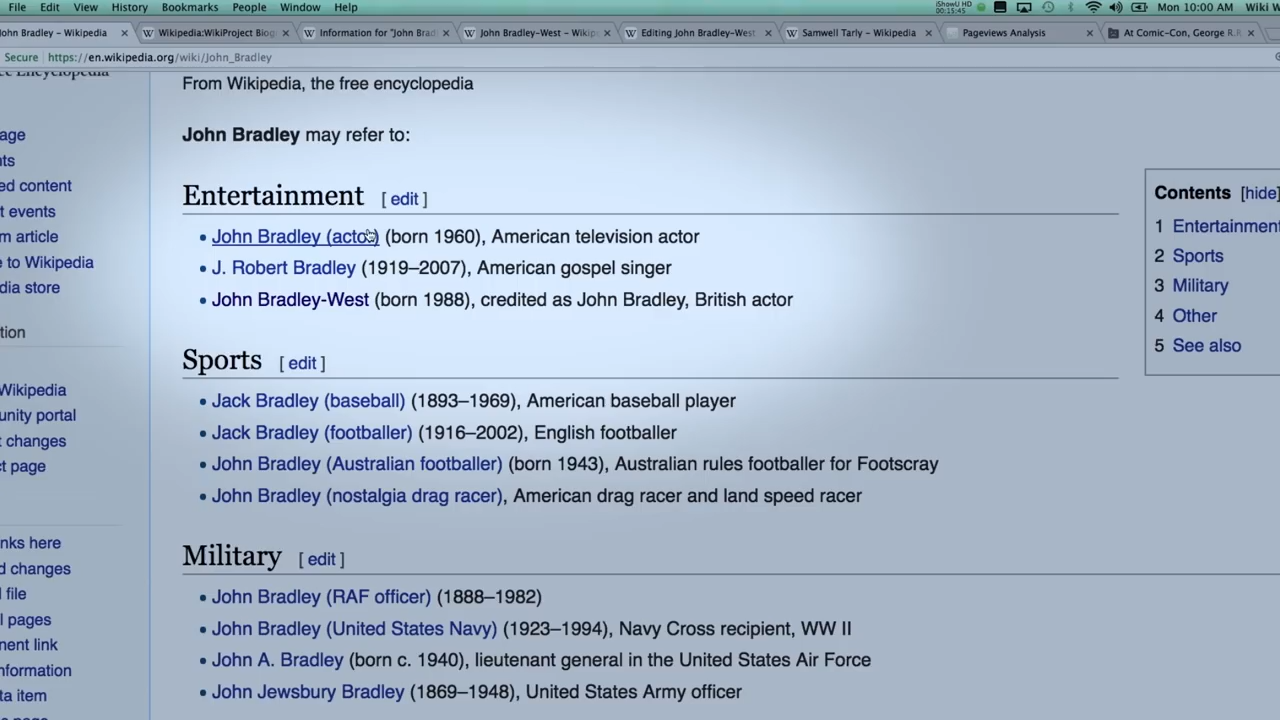 File Edit View History Bookmarks People Window Help iShowU HD 00:15:45 Mon 10:00 AM Wiki W
John Bradley – Wikipedia Wikipedia:WikiProject Biog Information for "John Brad John Bradley-West – Wikipe Editing John Bradley-West Samwell Tarly – Wikipedia Pageviews Analysis At Comic-Con, George R.R
Secure https://en.wikipedia.org/wiki/John_Bradley
From Wikipedia, the free encyclopedia
John Bradley may refer to:
Entertainment [ edit ]
John Bradley (actor) (born 1960), American television actor
J. Robert Bradley (1919–2007), American gospel singer
John Bradley-West (born 1988), credited as John Bradley, British actor
Sports [ edit ]
Jack Bradley (baseball) (1893–1969), American baseball player
Jack Bradley (footballer) (1916–2002), English footballer
John Bradley (Australian footballer) (born 1943), Australian rules footballer for Footscray
John Bradley (nostalgia drag racer), American drag racer and land speed racer
Military [ edit ]
John Bradley (RAF officer) (1888–1982)
John Bradley (United States Navy) (1923–1994), Navy Cross recipient, WW II
John A. Bradley (born c. 1940), lieutenant general in the United States Air Force
John Jewsbury Bradley (1869–1948), United States Army officer
Contents [hide]
1 Entertainment
2 Sports
3 Military
4 Other
5 See also
age
nts
ed content
t events
m article
e to Wikipedia
dia store
tion
Wikipedia
unity portal
t changes
ct page
nks here
d changes
file
l pages
nent link
nformation
ta item